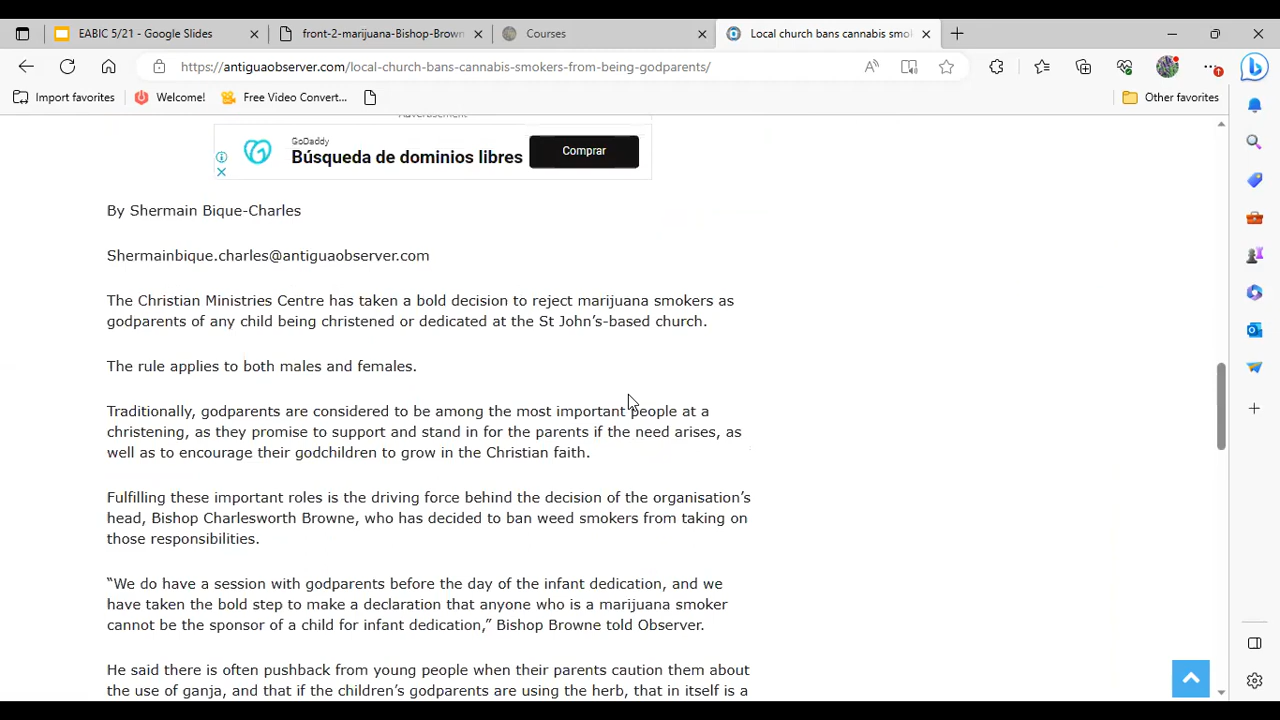 EABIC 5/21 - Google Slides
front-2-marijuana-Bishop-Brown
Courses
Local church bans cannabis smok
https://antiguaobserver.com/local-church-bans-cannabis-smokers-from-being-godparents/
Import favorites
Welcome!
Free Video Convert...
Other favorites
Advertisement
GoDaddy
Búsqueda de dominios libres
Comprar
By Shermain Bique-Charles
Shermainbique.charles@antiguaobserver.com
The Christian Ministries Centre has taken a bold decision to reject marijuana smokers as
godparents of any child being christened or dedicated at the St John’s-based church.
The rule applies to both males and females.
Traditionally, godparents are considered to be among the most important people at a
christening, as they promise to support and stand in for the parents if the need arises, as
well as to encourage their godchildren to grow in the Christian faith.
Fulfilling these important roles is the driving force behind the decision of the organisation’s
head, Bishop Charlesworth Browne, who has decided to ban weed smokers from taking on
those responsibilities.
“We do have a session with godparents before the day of the infant dedication, and we
have taken the bold step to make a declaration that anyone who is a marijuana smoker
cannot be the sponsor of a child for infant dedication,” Bishop Browne told Observer.
He said there is often pushback from young people when their parents caution them about
the use of ganja, and that if the children’s godparents are using the herb, that in itself is a